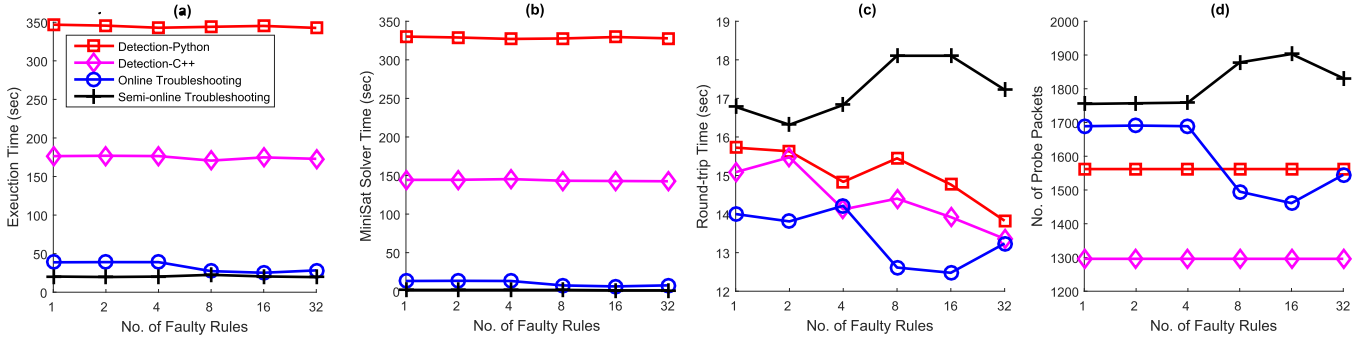 (a)
350
300
250
200
150
100
50
0
Exeuction Time (sec)
Detection-Python
Detection-C++
Online Troubleshooting
Semi-online Troubleshooting
1 2 4 8 16 32
No. of Faulty Rules
(b)
350
300
250
200
150
100
50
0
MiniSat Solver Time (sec)
1 2 4 8 16 32
No. of Faulty Rules
(c)
19
18
17
16
15
14
13
12
Round-trip Time (sec)
1 2 4 8 16 32
No. of Faulty Rules
(d)
2000
1900
1800
1700
1600
1500
1400
1300
1200
No. of Probe Packets
1 2 4 8 16 32
No. of Faulty Rules